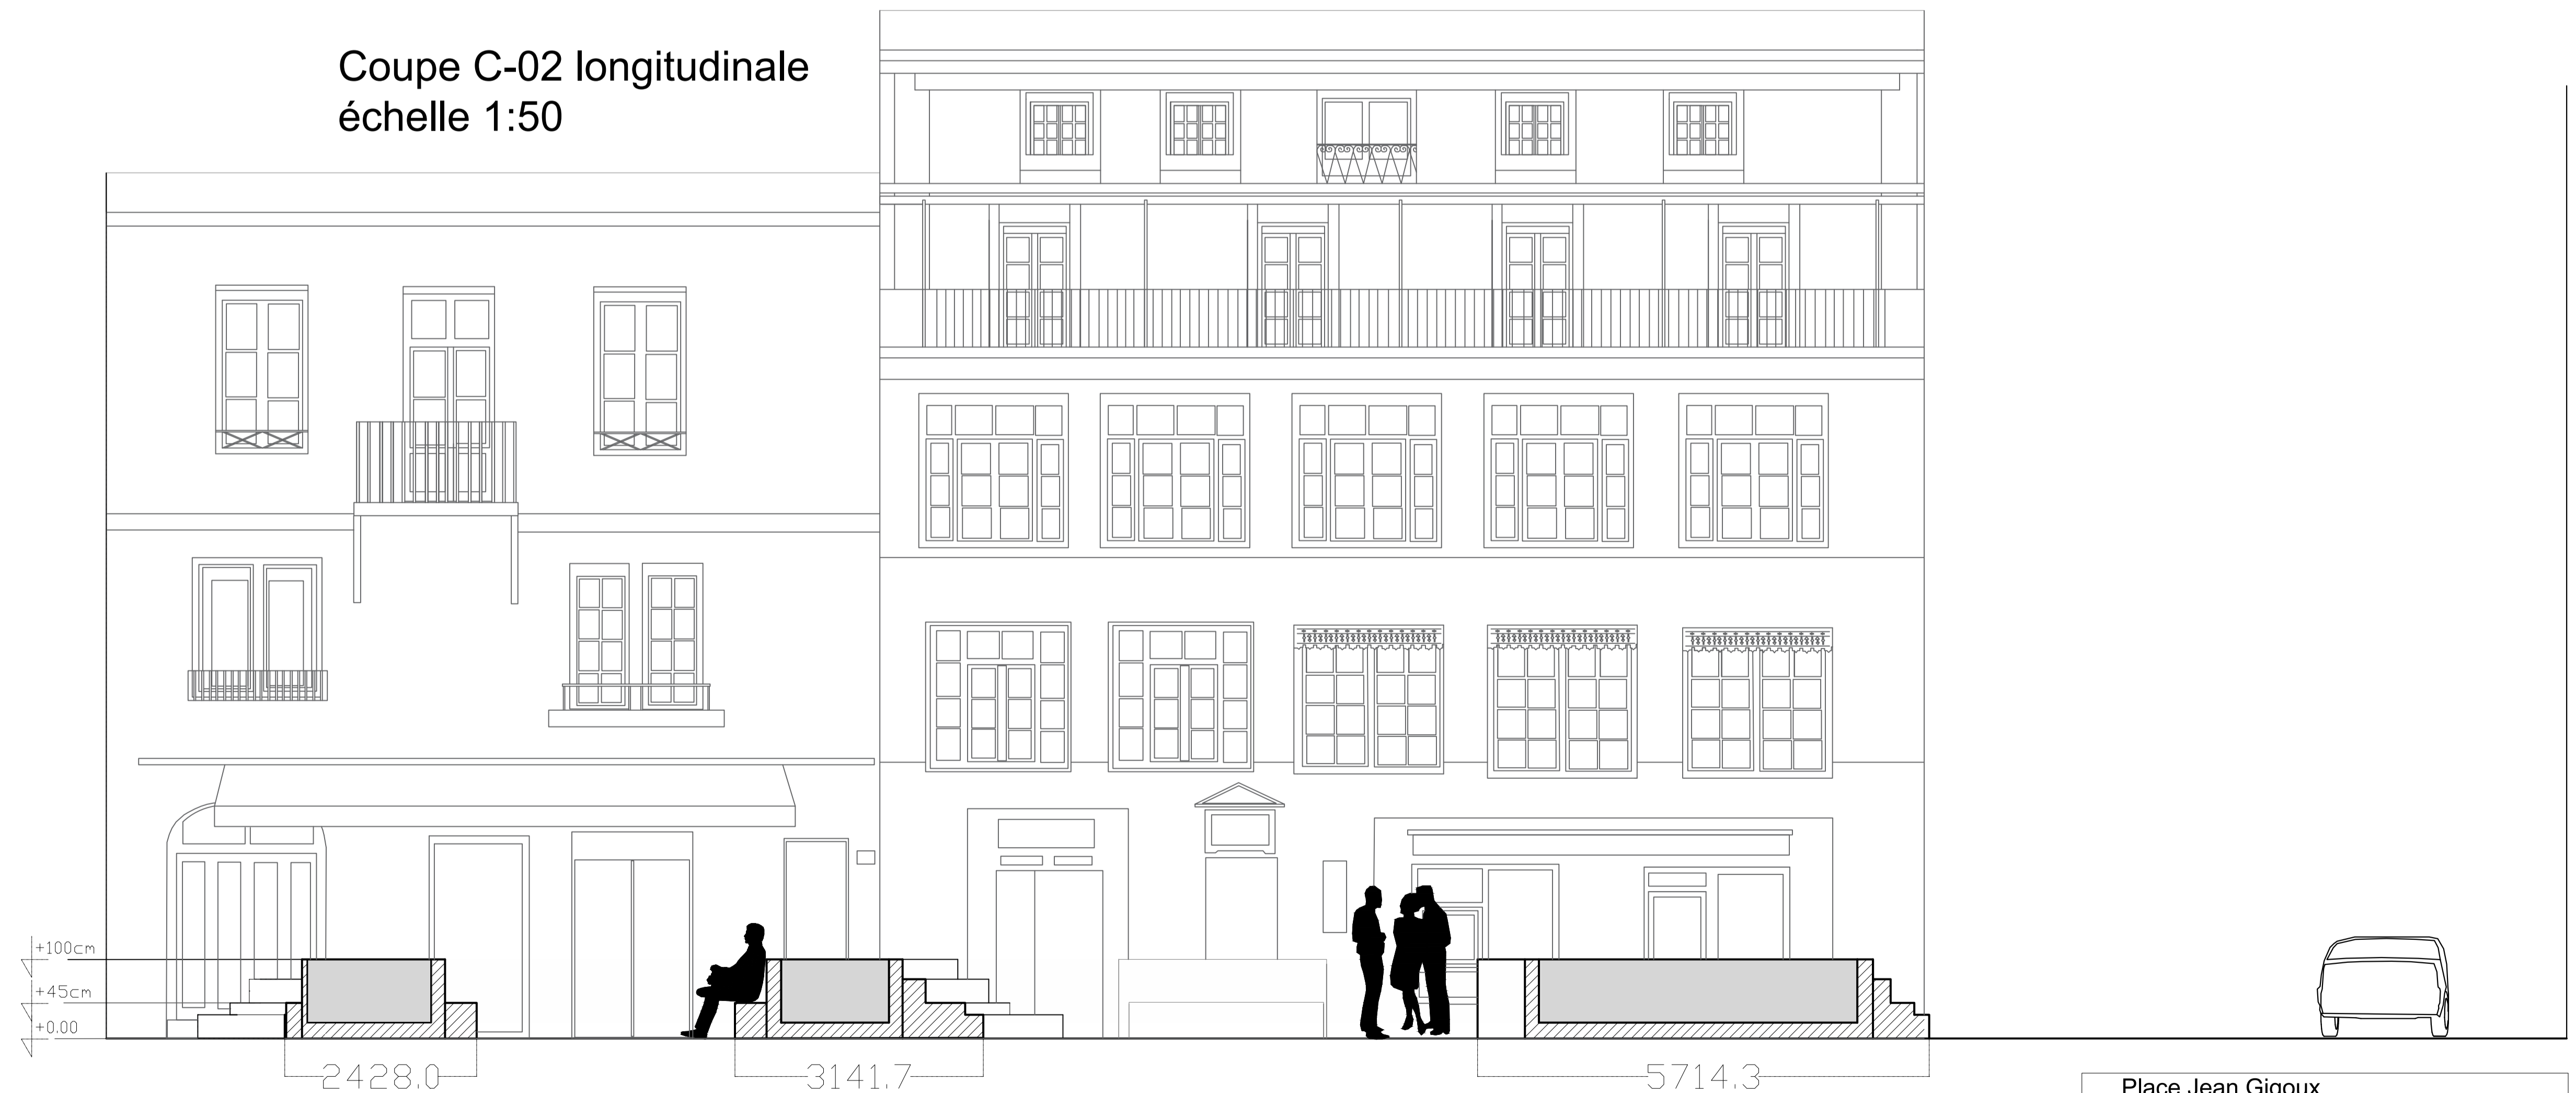 Coupe C-02 longitudinale
échelle 1:50
+100cm
+45cm
+0.00
2428.0
3141.7
5714.3
Place Jean Gigoux